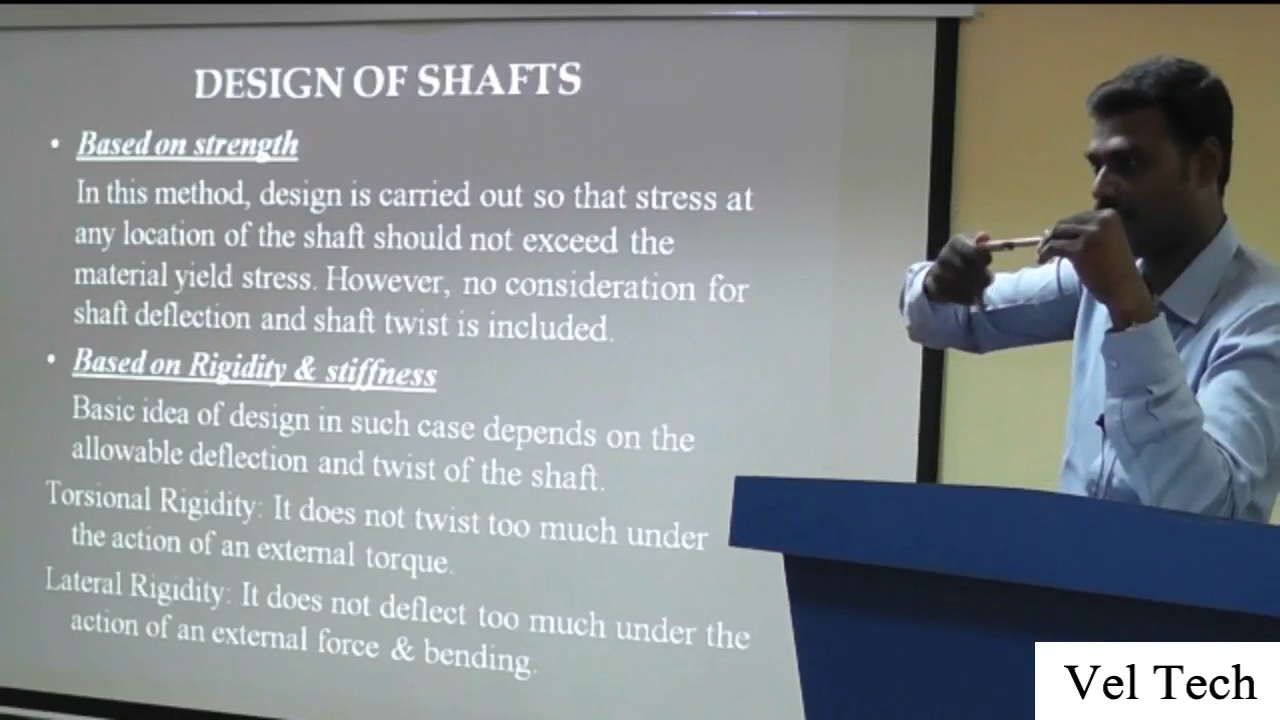 DESIGN OF SHAFTS
• Based on strength
In this method, design is carried out so that stress at
any location of the shaft should not exceed the
material yield stress. However, no consideration for
shaft deflection and shaft twist is included.
• Based on Rigidity & stiffness
Basic idea of design in such case depends on the
allowable deflection and twist of the shaft.
Torsional Rigidity: It does not twist too much under
the action of an external torque.
Lateral Rigidity: It does not deflect too much under the
action of an external force & bending.
Vel Tech